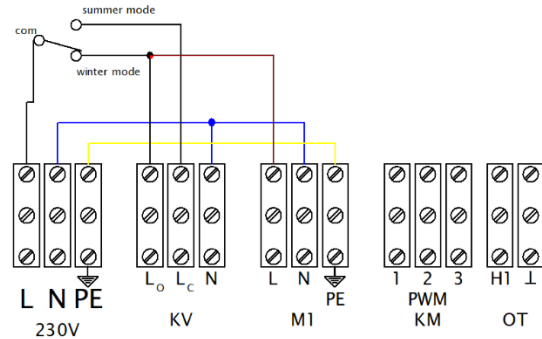 summer mode
com
winter mode
L N PE
230V
Lo Lc N
KV
L N PE
M1
1 2 3
PWM
KM
H1 ⊥
OT